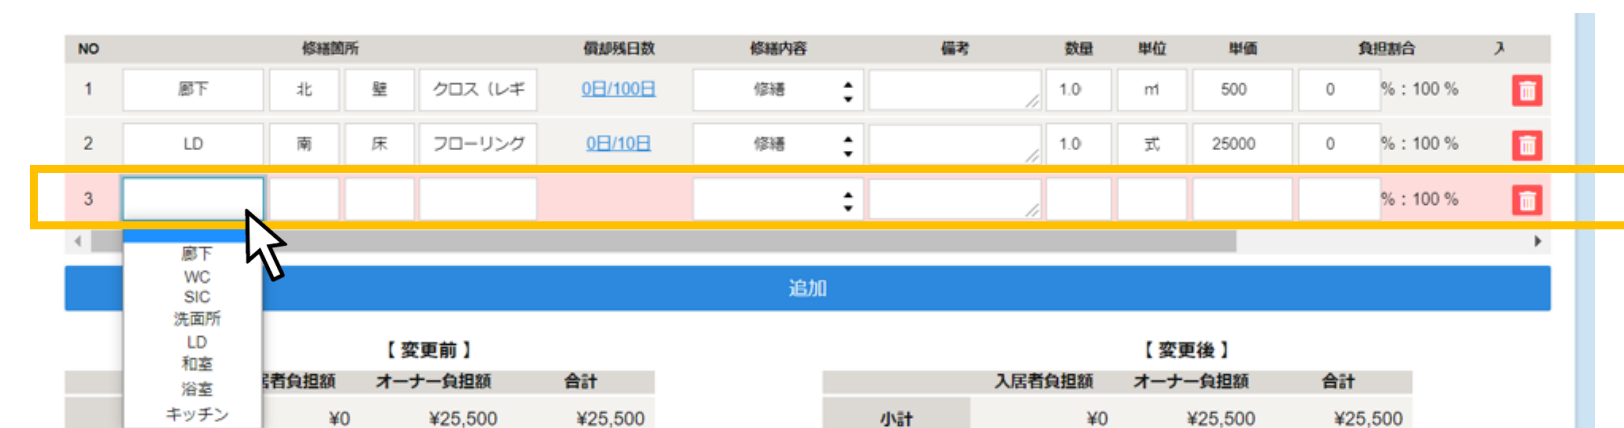 NO 修繕箇所 償却残日数 修繕内容 備考 数量 単位 単価 負担割合
1 廊下 北 壁 クロス（レギ 0日/100日 修繕 1.0 ㎡ 500 0 %：100 %
2 LD 南 床 フローリング 0日/10日 修繕 1.0 式 25000 0 %：100 %
3 %：100 %
廊下
WC
SIC
洗面所
LD
和室
浴室
キッチン
追加
【 変更前 】
居者負担額 オーナー負担額 合計
¥0 ¥25,500 ¥25,500
【 変更後 】
入居者負担額 オーナー負担額 合計
小計 ¥0 ¥25,500 ¥25,500